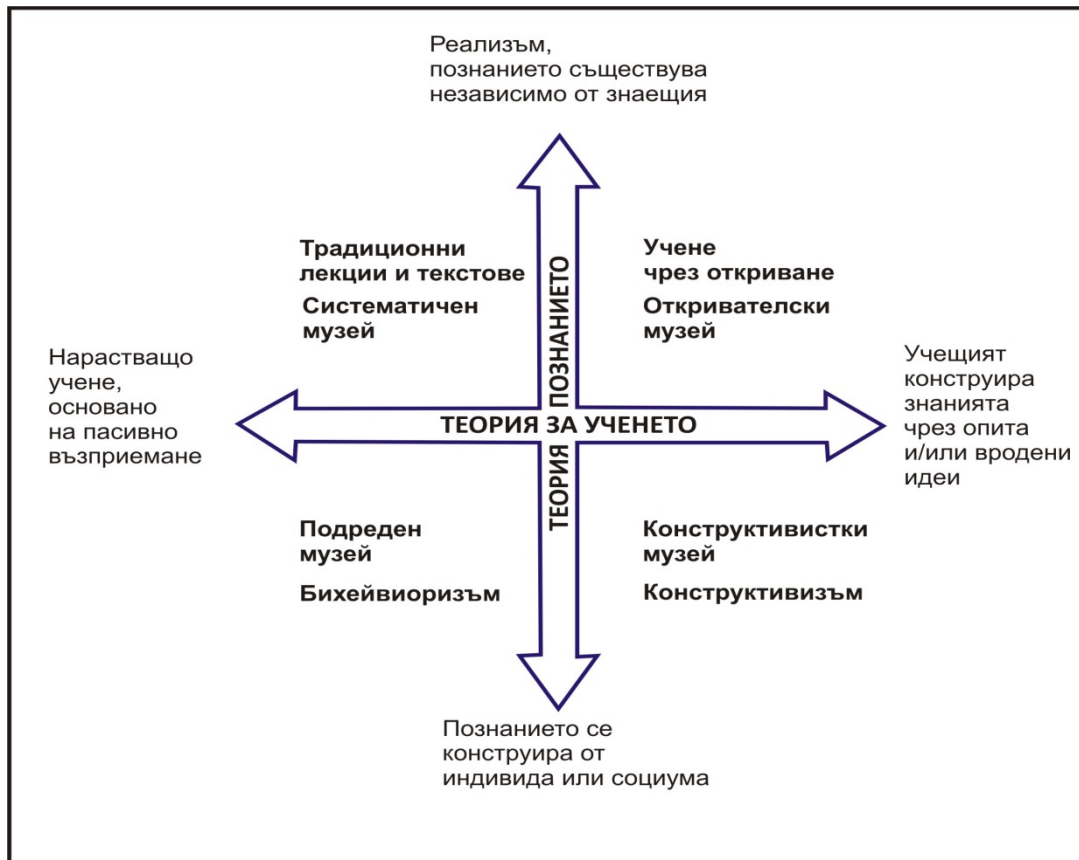 Реализъм,
познанието съществува
независимо от знаещия
Традиционни
лекции и текстове
Систематичен
музей
Учене
чрез откриване
Откривателски
музей
Нарастващо
учене,
основано
на пасивно
възприемане
ТЕОРИЯ ЗА УЧЕНЕТО
ТЕОРИЯ ПОЗНАНИЕТО
Учещият
конструира
знанията
чрез опита
и/или вродени
идеи
Подреден
музей
Бихейвиоризъм
Конструктивистки
музей
Конструктивизъм
Познанието се
конструира от
индивида или социума